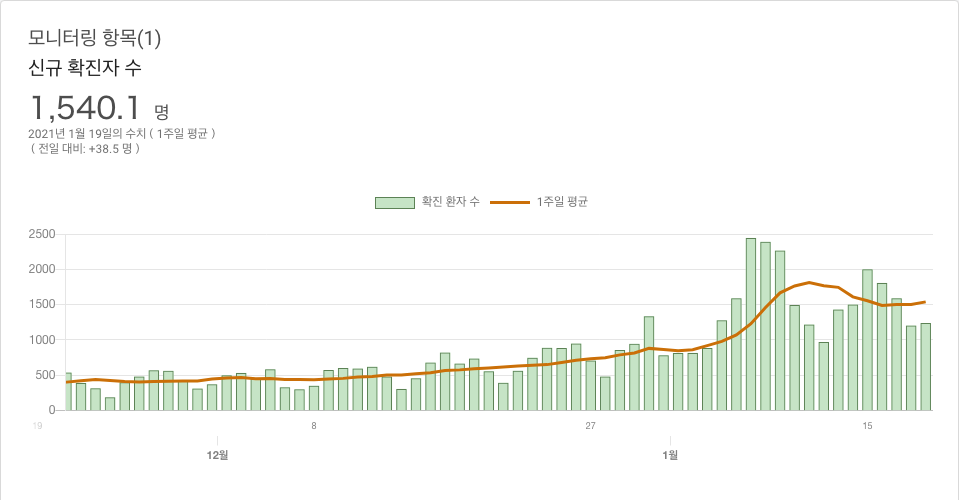 모니터링 항목(1)
신규 확진자 수
1,540.1 명
2021년 1월 19일의 수치 ( 1주일 평균 )
( 전일 대비: +38.5 명 )
확진 환자 수 1주일 평균
2500
2000
1500
1000
500
0
19 8 27 15
12월 1월